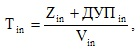 T_in = (Z_in + ДУП_in) / V_in ,